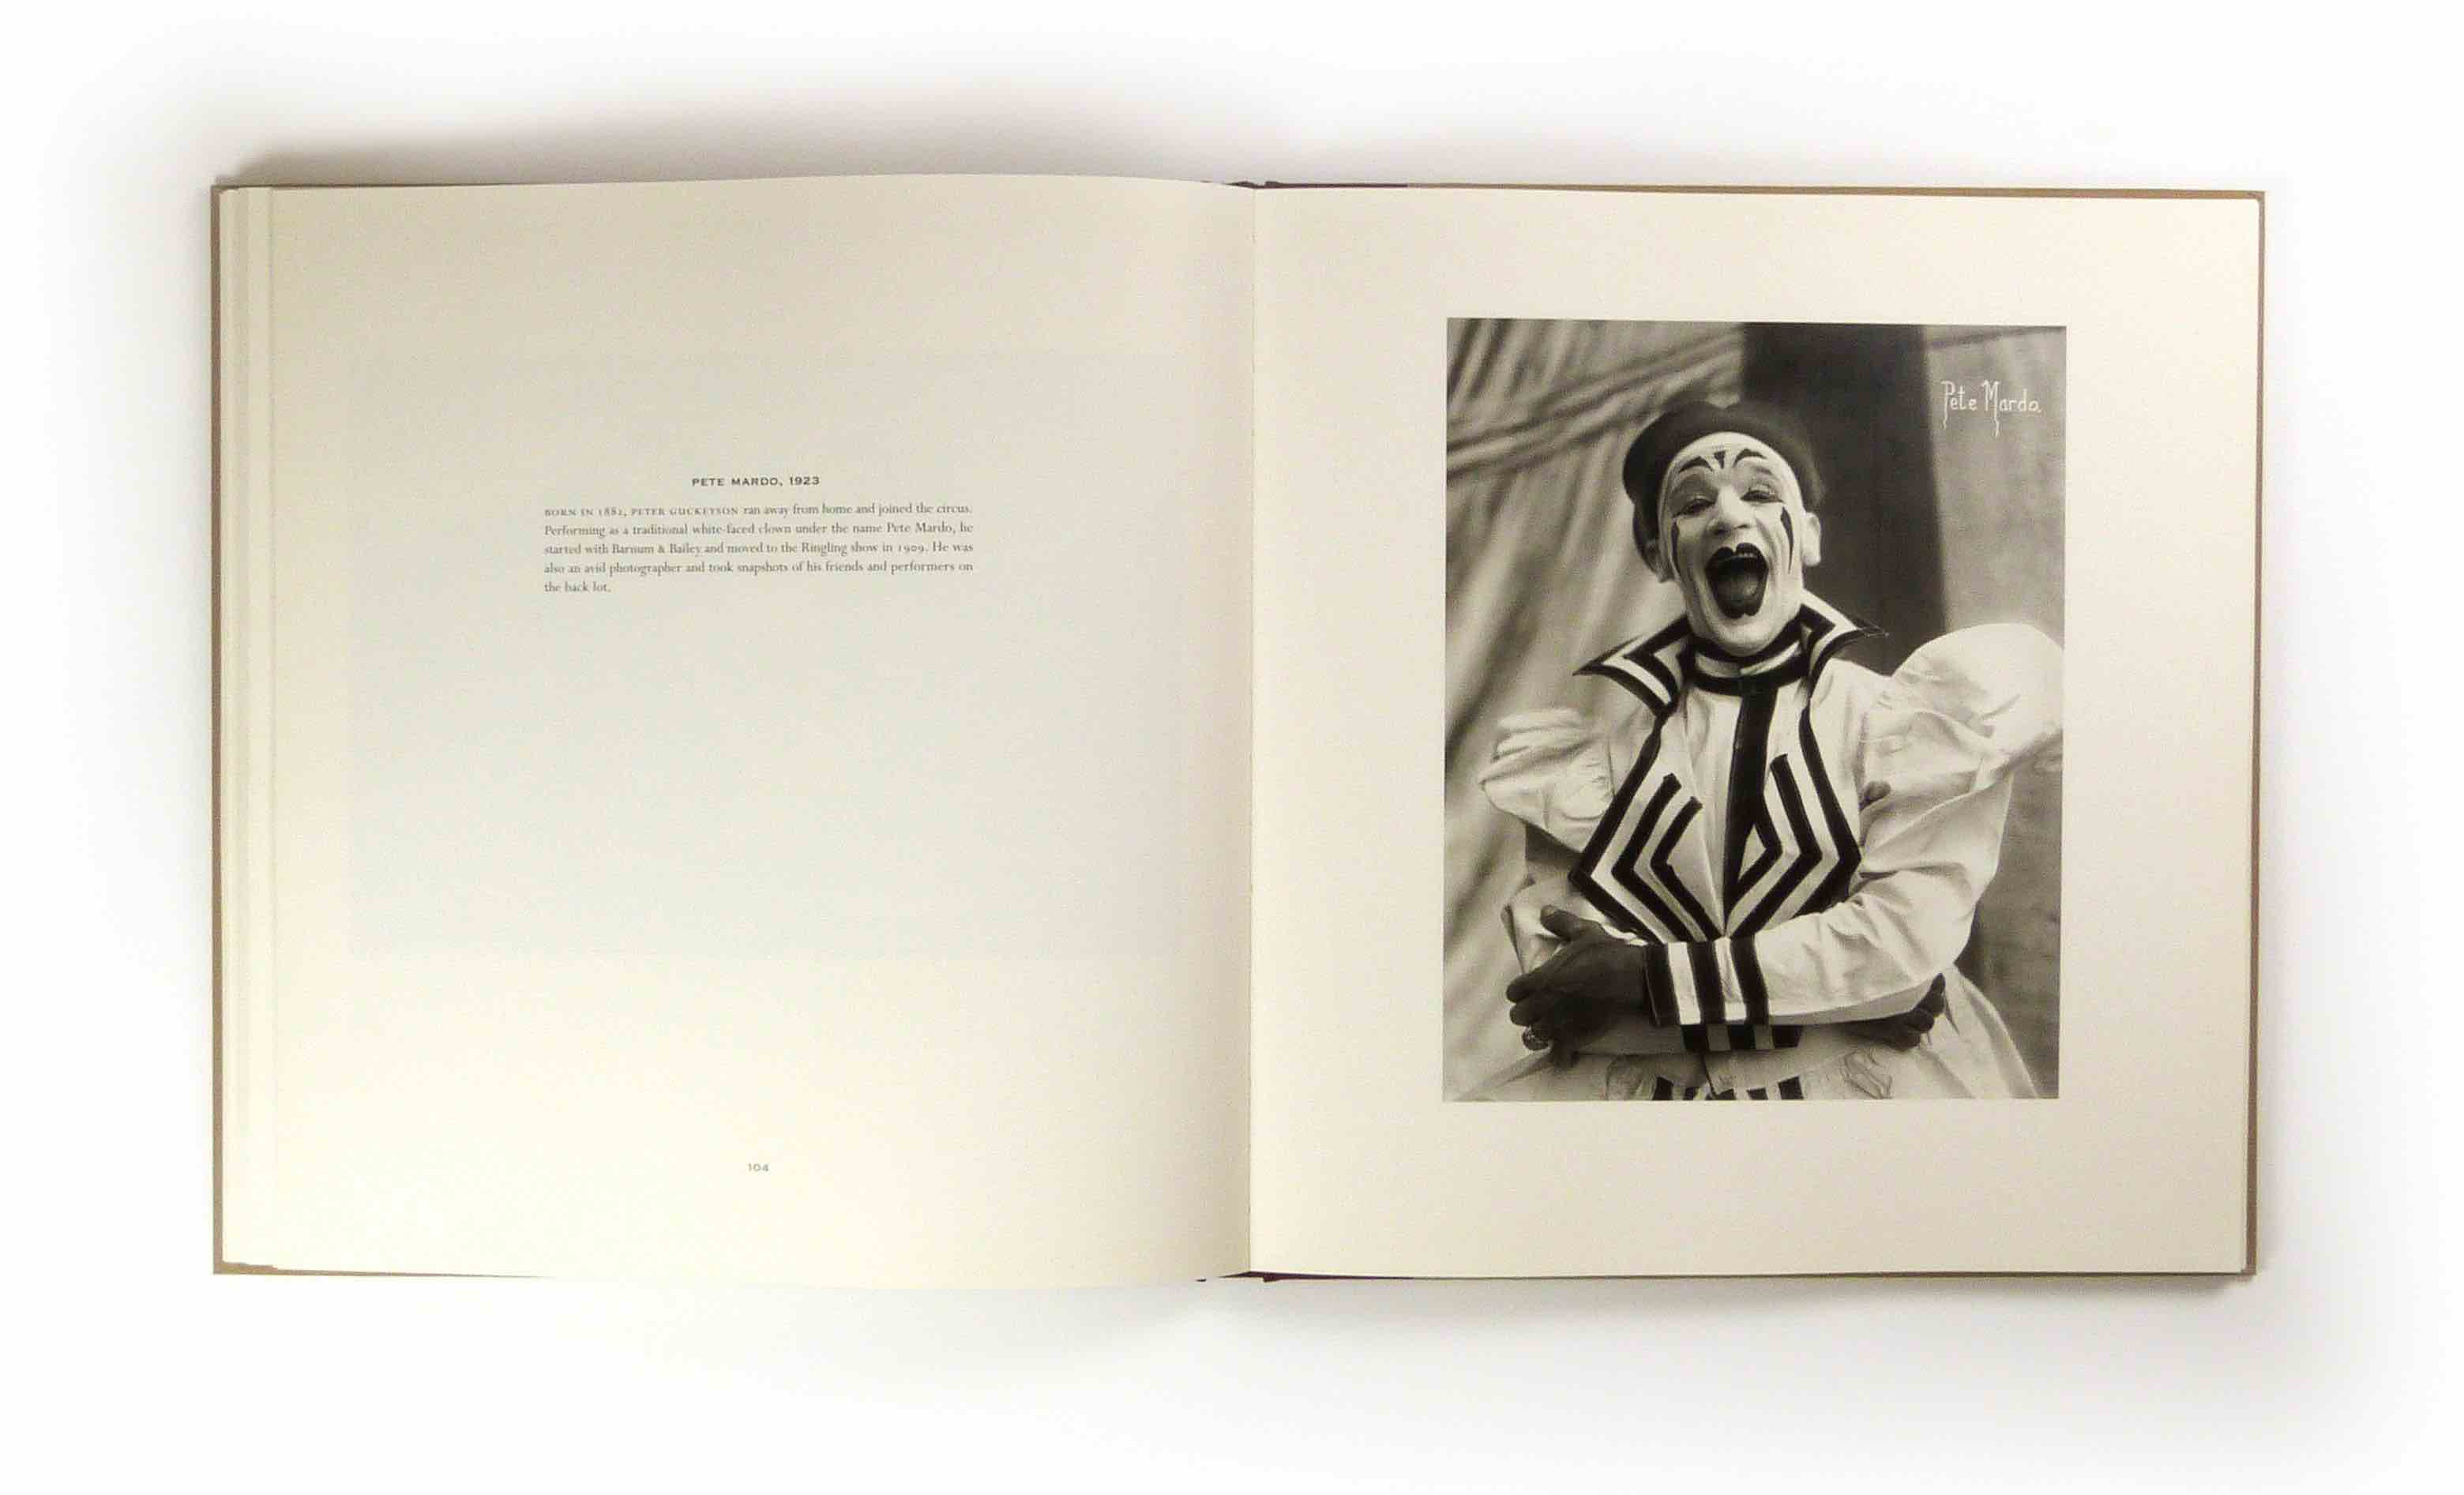 PETE MARDO, 1923
BORN IN 1882, PETER GUCKEYSON ran away from home and joined the circus.
Performing as a traditional white-faced clown under the name Pete Mardo, he
started with Barnum & Bailey and moved to the Ringling show in 1909. He was
also an avid photographer and took snapshots of his friends and performers on
the back lot.
104
Pete Mardo